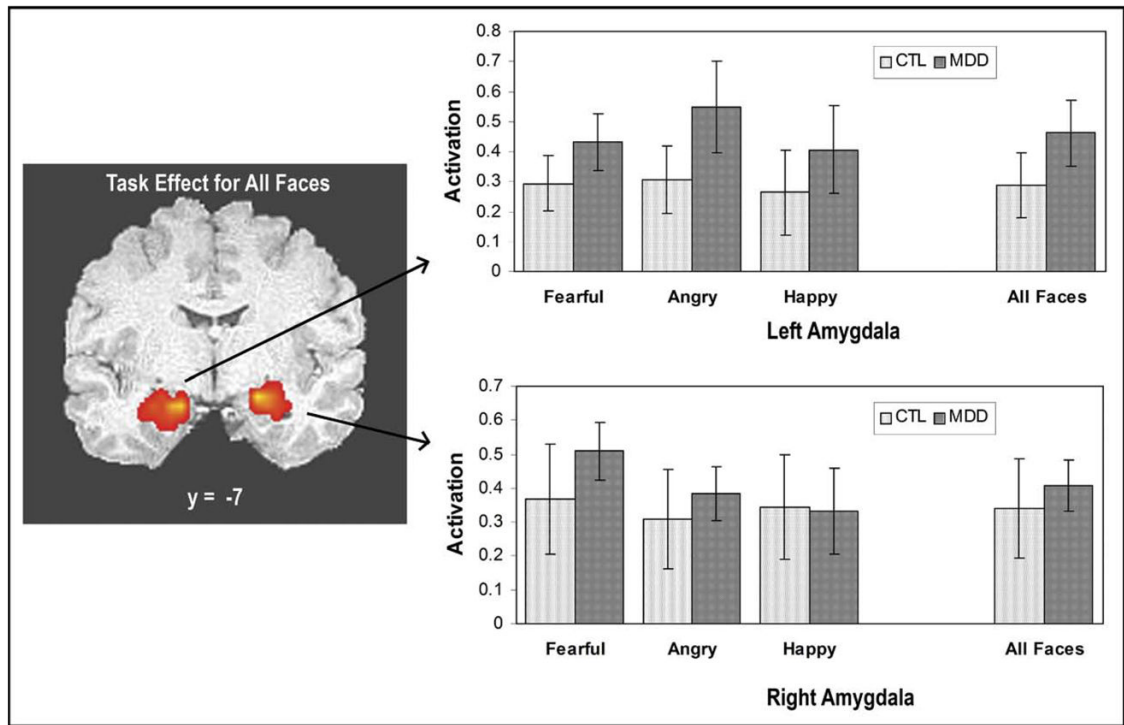 Task Effect for All Faces
y = -7
0.8
0.7
0.6
0.5
0.4
0.3
0.2
0.1
0
Activation
CTL MDD
Fearful Angry Happy All Faces
Left Amygdala
0.7
0.6
0.5
0.4
0.3
0.2
0.1
0
Activation
CTL MDD
Fearful Angry Happy All Faces
Right Amygdala